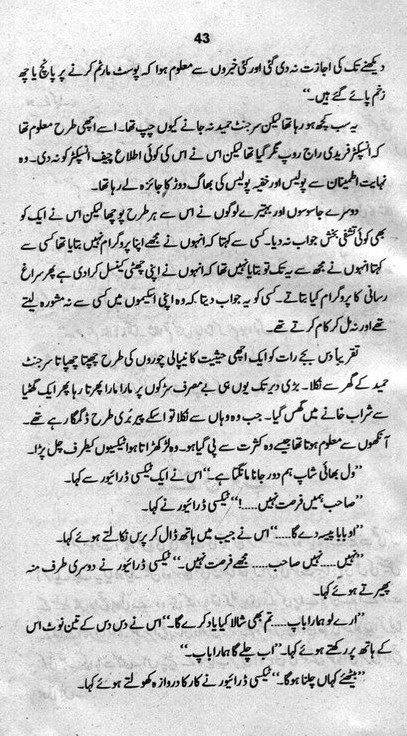 43
دیکھنے تک کی اجازت نہ دی گئی اور کئی خبروں سے معلوم ہوا کہ پوسٹ مارٹم کرنے پر پانچ یا چھ
زخم پائے گئے ہیں۔‘‘
یہ سب کچھ ہو رہا تھا لیکن سرجنٹ حمید نہ جانے کیوں چپ تھا۔ اسے اچھی طرح معلوم تھا
کہ انسپکٹر فریدی راج روپ نگر گیا تھا لیکن اس نے اس کی کوئی اطلاع چیف انسپکٹر کو نہ دی۔ وہ
نہایت اطمینان سے پولیس اور خفیہ پولیس کی بھاگ دوڑ کا جائزہ لے رہا تھا۔
دوسرے جاسوسوں اور بہتیرے لوگوں نے اس سے ہر طرح پوچھا لیکن اس نے ایک کو
بھی کوئی تشفی بخش جواب نہ دیا۔ کسی سے کہتا کہ انہوں نے مجھے اپنا پروگرام نہیں بتایا تھا کسی سے
کہتا انہوں نے مجھ سے یہ تک تو بتایا نہیں تھا کہ انہوں نے اپنی چھٹی کینسل کرا دی ہے پھر سراغ
رسانی کا پروگرام کیا بتاتے۔ کسی کو یہ جواب دیتا کہ وہ اپنی اسکیموں میں کسی سے نہ مشورہ لیتے
تھے اور نہ مل کر کام کرتے تھے۔
تقریباً دس بجے رات کو ایک اچھی حیثیت کا نیپالی چوروں کی طرح چھپتا چھپاتا سرجنٹ
حمید کے گھر سے نکلا۔ بڑی دیر تک یوں ہی بے مصرف سڑکوں پر مارا مارا پھرتا رہا پھر ایک گھٹیا
سے شراب خانے میں گھس گیا۔ جب وہ وہاں سے نکلا تو اسکے پیر بُری طرح ڈگمگا رہے تھے۔
آنکھوں سے معلوم ہوتا تھا جیسے وہ کثرت سے پی گیا ہو۔ وہ لڑکھڑاتا ہوا ٹیکسیوں کیطرف چل پڑا۔
’’ول بھائی شاپ ہم دور جانا مانگتا ہے۔‘‘ اس نے ایک ٹیکسی ڈرائیور سے کہا۔
’’صاحب ہمیں فرصت نہیں.....!‘‘ ٹیکسی ڈرائیور نے کہا۔
’’او بابا پیسہ دے گا.....‘‘ اس نے جیب میں ہاتھ ڈال کر پرس نکالتے ہوئے کہا۔
’’نہیں.....نہیں صاحب..... مجھے فرصت نہیں۔‘‘ ٹیکسی ڈرائیور نے دوسری طرف منہ
پھیرتے ہوئے کہا۔
’’ارے لو ہمارا باپ..... تم بھی شالا کیا یاد کرے گا۔‘‘ اس نے دس دس کے تین نوٹ اس
کے ہاتھ پر رکھتے ہوئے کہا۔ ’’اب چلے گا ہمارا باپ۔‘‘
’’بیٹھئے کہاں چلنا ہوگا۔‘‘ ٹیکسی ڈرائیور نے کار کا دروازہ کھولتے ہوئے کہا۔